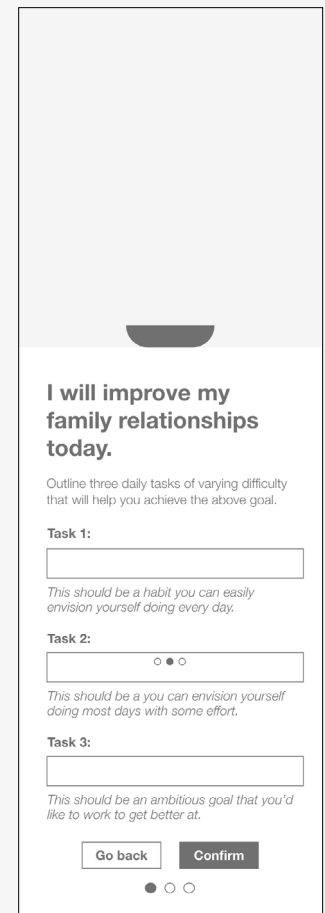 I will improve my
family relationships
today.
Outline three daily tasks of varying difficulty
that will help you achieve the above goal.
Task 1:
This should be a habit you can easily
envision yourself doing every day.
Task 2:
This should be a you can envision yourself
doing most days with some effort.
Task 3:
This should be an ambitious goal that you'd
like to work to get better at.
Go back Confirm